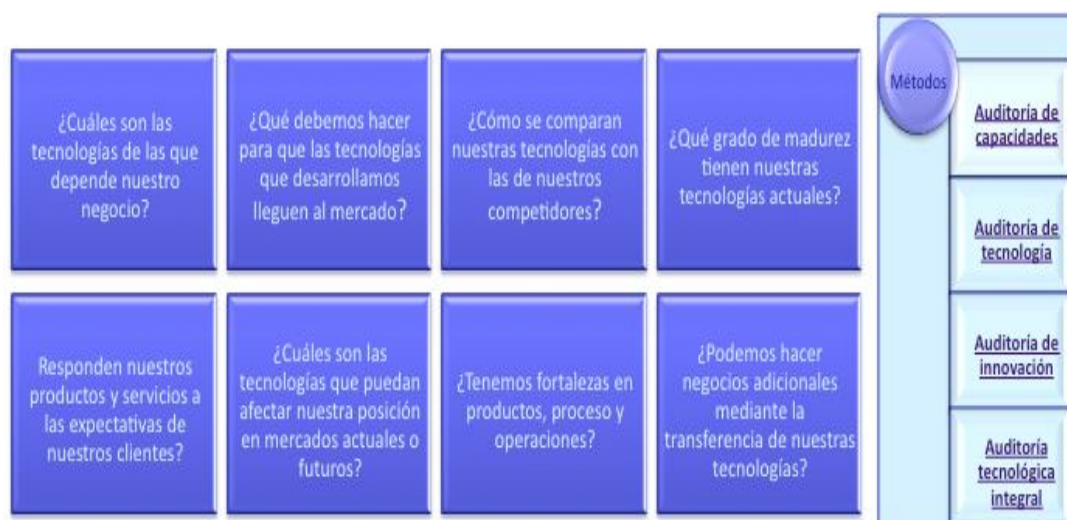 ¿Cuáles son las
tecnologías de las que
depende nuestro
negocio?
¿Qué debemos hacer
para que las tecnologías
que desarrollamos
lleguen al mercado?
¿Cómo se comparan
nuestras tecnologías con
las de nuestros
competidores?
¿Qué grado de madurez
tienen nuestras
tecnologías actuales?
Responden nuestros
productos y servicios a
las expectativas de
nuestros clientes?
¿Cuáles son las
tecnologías que puedan
afectar nuestra posición
en mercados actuales o
futuros?
¿Tenemos fortalezas en
productos, proceso y
operaciones?
¿Podemos hacer
negocios adicionales
mediante la
transferencia de nuestras
tecnologías?
Métodos
Auditoría de
capacidades
Auditoría de
tecnología
Auditoría de
innovación
Auditoría
tecnológica
integral